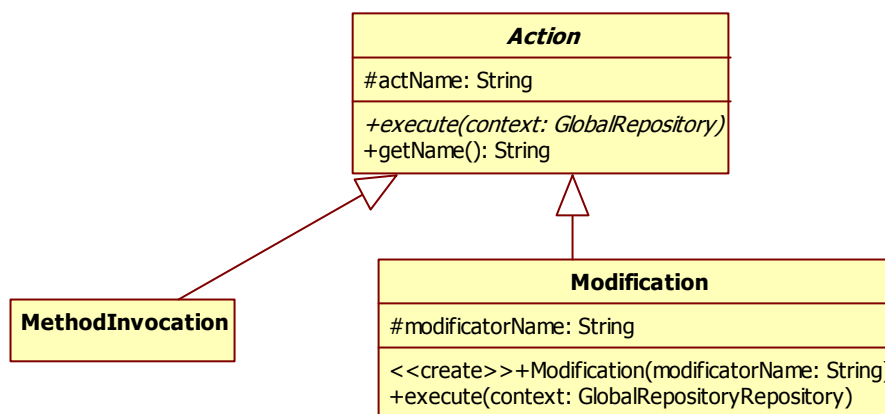 Action
#actName: String
+execute(context: GlobalRepository)
+getName(): String
MethodInvocation
Modification
#modificatorName: String
<<create>>+Modification(modificatorName: String)
+execute(context: GlobalRepositoryRepository)